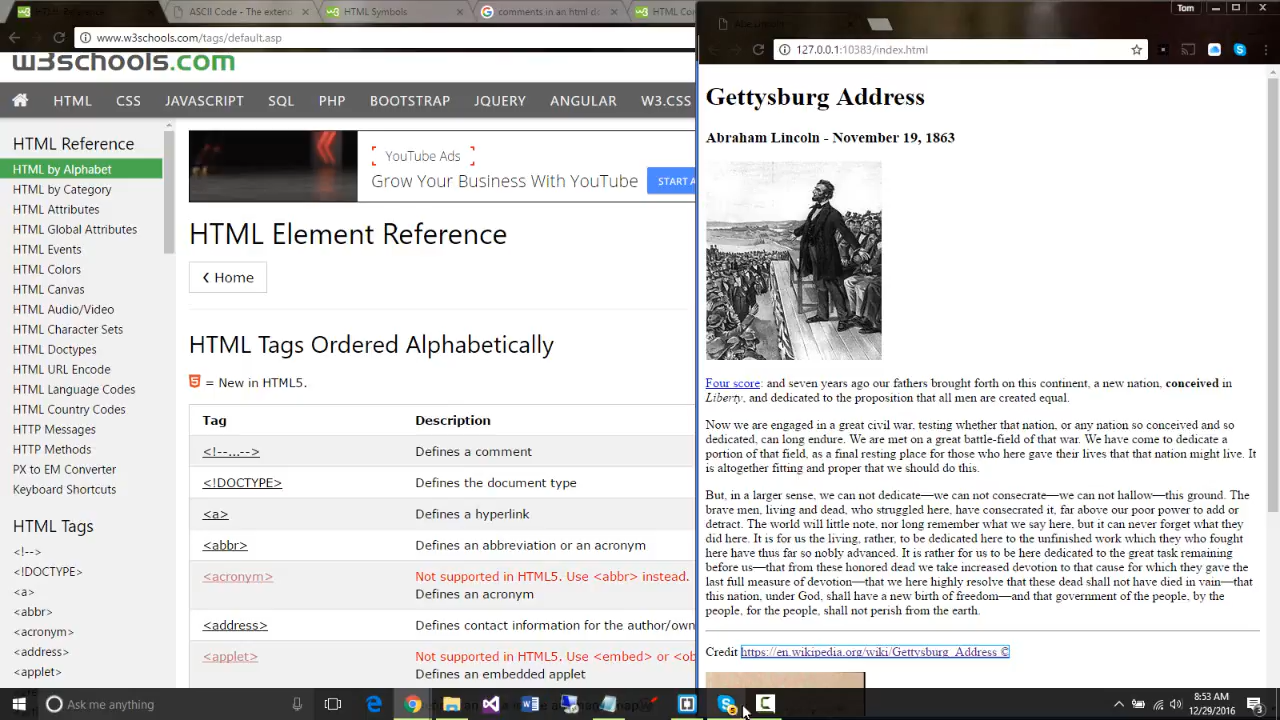 HTML Reference
ASCII Code - The extend
HTML Symbols
comments in an html do
HTML Co
Tom
www.w3schools.com/tags/default.asp
127.0.0.1:10383/index.html
w3schools.com
HTML CSS JAVASCRIPT SQL PHP BOOTSTRAP JQUERY ANGULAR W3.CSS
HTML Reference
HTML by Alphabet
HTML by Category
HTML Attributes
HTML Global Attributes
HTML Events
HTML Colors
HTML Canvas
HTML Audio/Video
HTML Character Sets
HTML Doctypes
HTML URL Encode
HTML Language Codes
HTML Country Codes
HTTP Messages
HTTP Methods
PX to EM Converter
Keyboard Shortcuts
HTML Tags
<!-->
<!DOCTYPE>
<a>
<abbr>
<acronym>
<address>
<applet>
YouTube Ads
Grow Your Business With YouTube
START A
HTML Element Reference
❮ Home
HTML Tags Ordered Alphabetically
= New in HTML5.
Tag Description
<!--...--> Defines a comment
<!DOCTYPE> Defines the document type
<a> Defines a hyperlink
<abbr> Defines an abbreviation or an acronym
<acronym> Not supported in HTML5. Use <abbr> instead.
Defines an acronym
<address> Defines contact information for the author/own
<applet> Not supported in HTML5. Use <embed> or <ob
Defines an embedded applet
Gettysburg Address
Abraham Lincoln - November 19, 1863
Four score: and seven years ago our fathers brought forth on this continent, a new nation, conceived in
Liberty, and dedicated to the proposition that all men are created equal.
Now we are engaged in a great civil war, testing whether that nation, or any nation so conceived and so
dedicated, can long endure. We are met on a great battle-field of that war. We have come to dedicate a
portion of that field, as a final resting place for those who here gave their lives that that nation might live. It
is altogether fitting and proper that we should do this.
But, in a larger sense, we can not dedicate—we can not consecrate—we can not hallow—this ground. The
brave men, living and dead, who struggled here, have consecrated it, far above our poor power to add or
detract. The world will little note, nor long remember what we say here, but it can never forget what they
did here. It is for us the living, rather, to be dedicated here to the unfinished work which they who fought
here have thus far so nobly advanced. It is rather for us to be here dedicated to the great task remaining
before us—that from these honored dead we take increased devotion to that cause for which they gave the
last full measure of devotion—that we here highly resolve that these dead shall not have died in vain—that
this nation, under God, shall have a new birth of freedom—and that government of the people, by the
people, for the people, shall not perish from the earth.
Credit https://en.wikipedia.org/wiki/Gettysburg_Address ©
Ask me anything
8:53 AM
12/29/2016